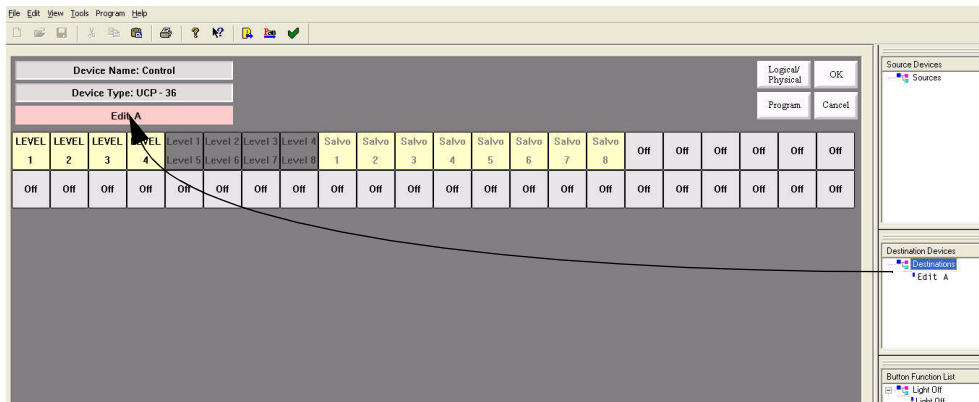 File Edit View Tools Program Help
Device Name: Control
Device Type: UCP - 36
Edit A
Logical/ Physical
OK
Program
Cancel
LEVEL 1 LEVEL 2 LEVEL 3 LEVEL 4 Level 1 Level 5 Level 2 Level 6 Level 3 Level 7 Level 4 Level 8 Salvo 1 Salvo 2 Salvo 3 Salvo 4 Salvo 5 Salvo 6 Salvo 7 Salvo 8 Off Off Off Off Off Off
Off Off Off Off Off Off Off Off Off Off Off Off Off Off Off Off Off Off Off Off Off Off
Source Devices
Sources
Destination Devices
Destinations
Edit A
Button Function List
Light Off
Light Off